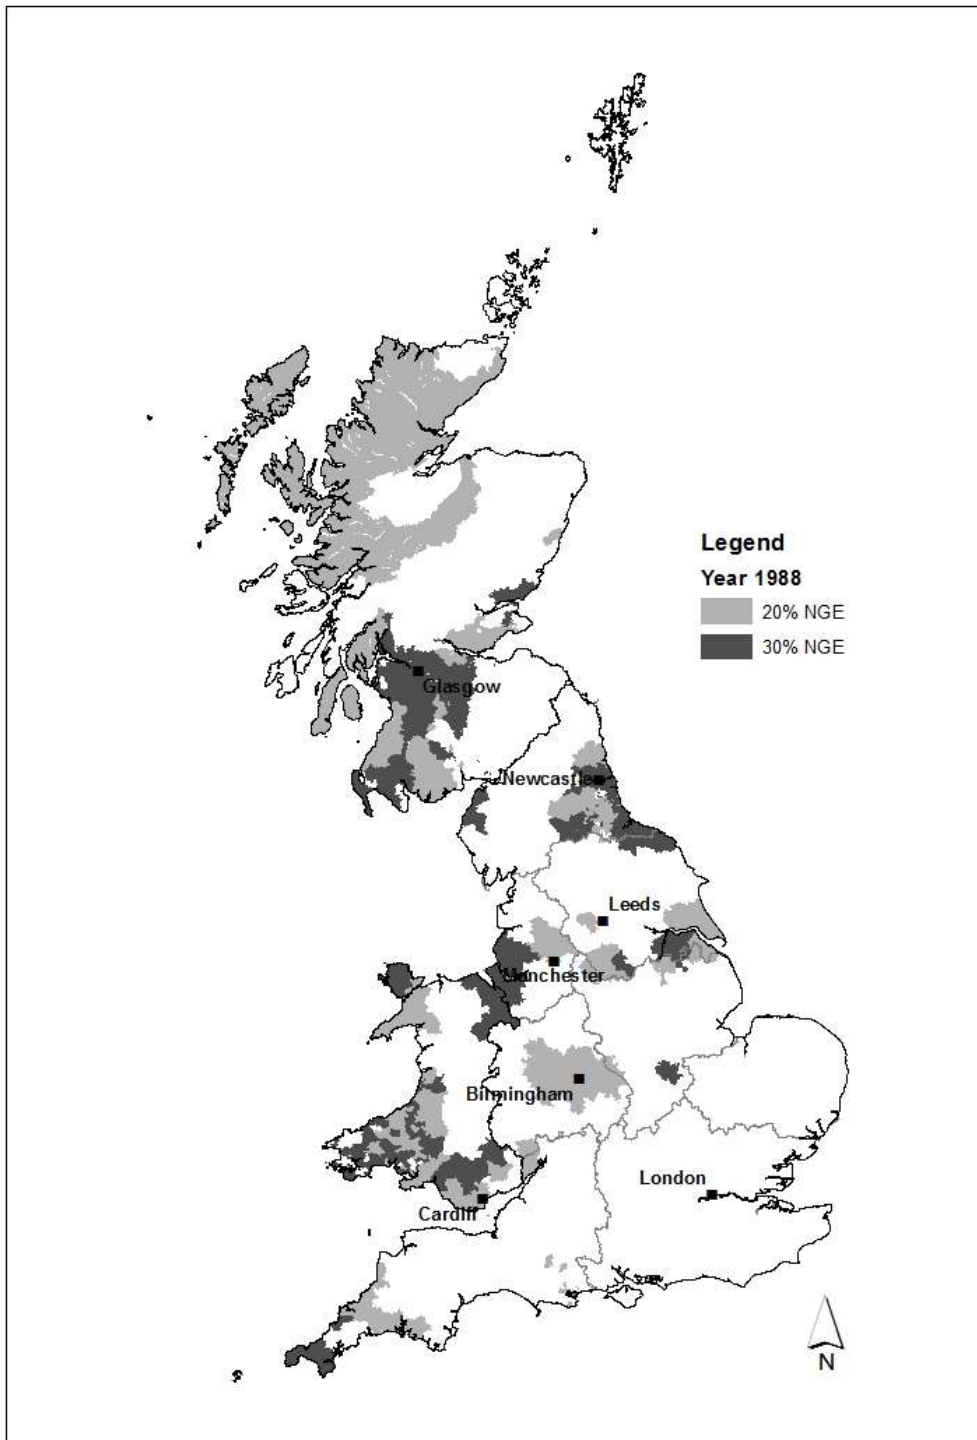 Legend
Year 1988
20% NGE
30% NGE
Glasgow
Newcastle
Leeds
Manchester
Birmingham
London
Cardiff
N